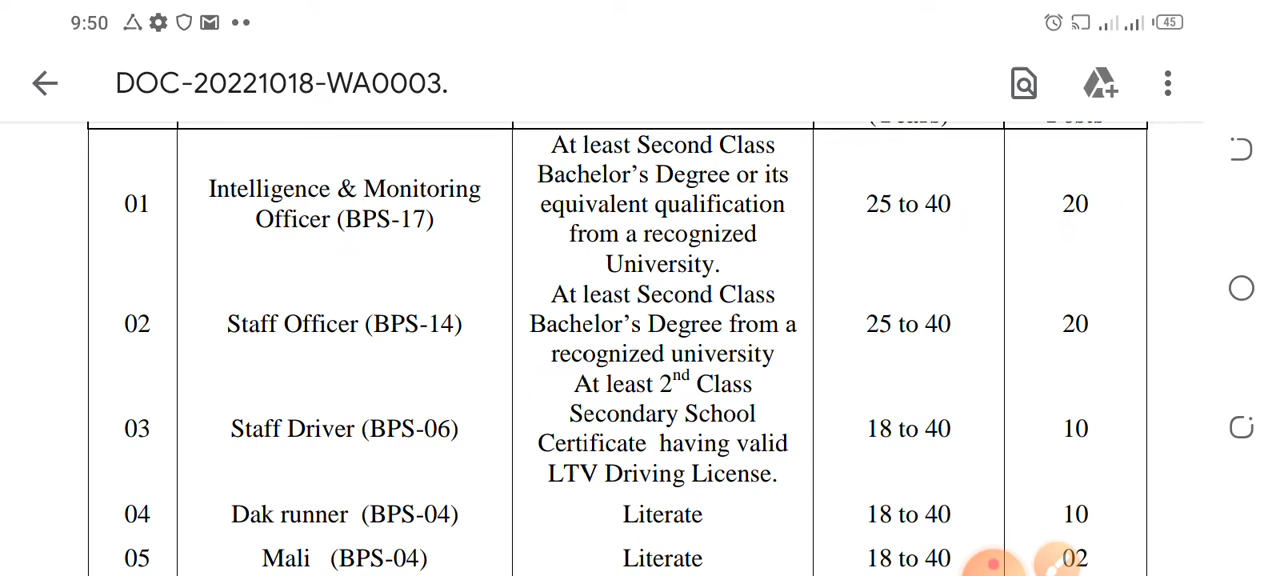 9:50
45
DOC-20221018-WA0003.
01
Intelligence & Monitoring
Officer (BPS-17)
At least Second Class
Bachelor’s Degree or its
equivalent qualification
from a recognized
University.
25 to 40
20
02
Staff Officer (BPS-14)
At least Second Class
Bachelor’s Degree from a
recognized university
25 to 40
20
03
Staff Driver (BPS-06)
At least 2nd Class
Secondary School
Certificate having valid
LTV Driving License.
18 to 40
10
04
Dak runner (BPS-04)
Literate
18 to 40
10
05
Mali (BPS-04)
Literate
18 to 40
02